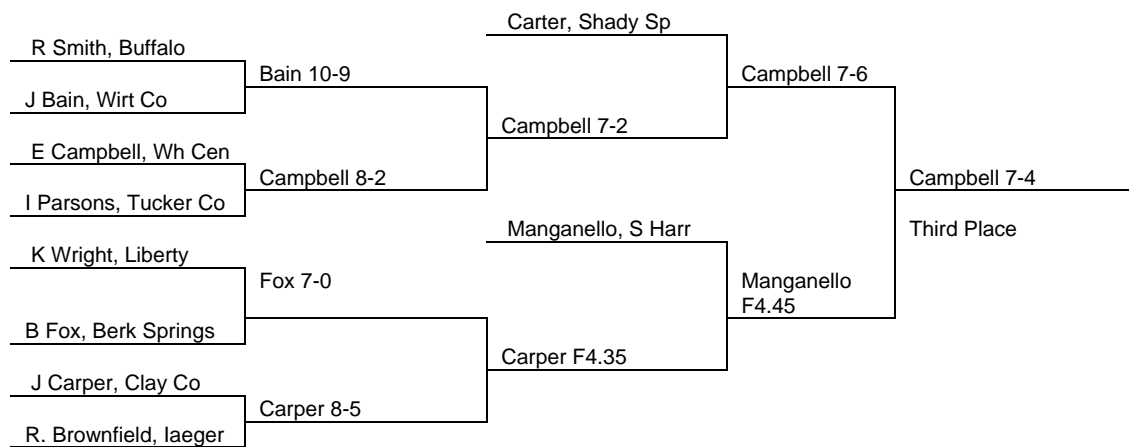 Carter, Shady Sp
R Smith, Buffalo
Bain 10-9
Campbell 7-6
J Bain, Wirt Co
Campbell 7-2
E Campbell, Wh Cen
Campbell 8-2
Campbell 7-4
I Parsons, Tucker Co
Manganello, S Harr
Third Place
K Wright, Liberty
Fox 7-0
Manganello
F4.45
B Fox, Berk Springs
Carper F4.35
J Carper, Clay Co
Carper 8-5
R. Brownfield, Iaeger